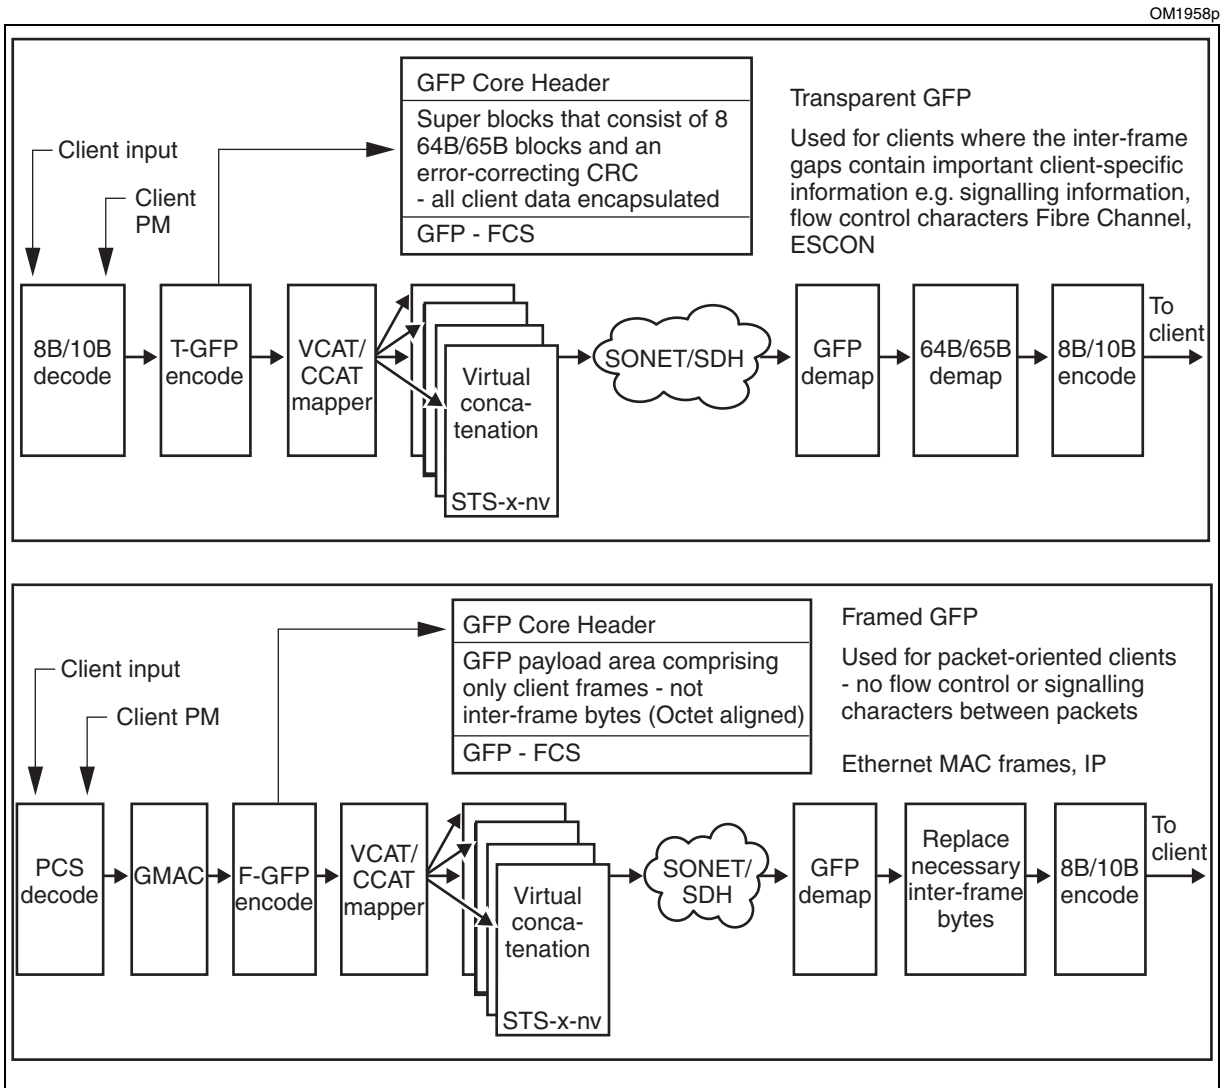 OM1958p
GFP Core Header
Super blocks that consist of 8
64B/65B blocks and an
error-correcting CRC
- all client data encapsulated
GFP - FCS
Transparent GFP
Used for clients where the inter-frame
gaps contain important client-specific
information e.g. signalling information,
flow control characters Fibre Channel,
ESCON
Client input
Client
PM
8B/10B
decode
T-GFP
encode
VCAT/
CCAT
mapper
Virtual
conca-
tenation
STS-x-nv
SONET/SDH
GFP
demap
64B/65B
demap
8B/10B
encode
To
client
GFP Core Header
GFP payload area comprising
only client frames - not
inter-frame bytes (Octet aligned)
GFP - FCS
Framed GFP
Used for packet-oriented clients
- no flow control or signalling
characters between packets
Ethernet MAC frames, IP
Client input
Client PM
PCS
decode
GMAC
F-GFP
encode
VCAT/
CCAT
mapper
Virtual
conca-
tenation
STS-x-nv
SONET/
SDH
GFP
demap
Replace
necessary
inter-frame
bytes
8B/10B
encode
To
client